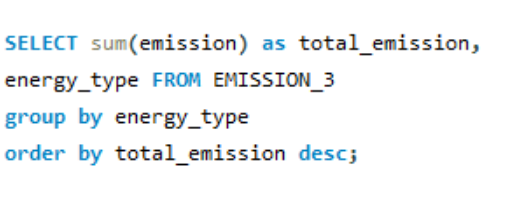 SELECT sum(emission) as total_emission,
energy_type FROM EMISSION_3
group by energy_type
order by total_emission desc;